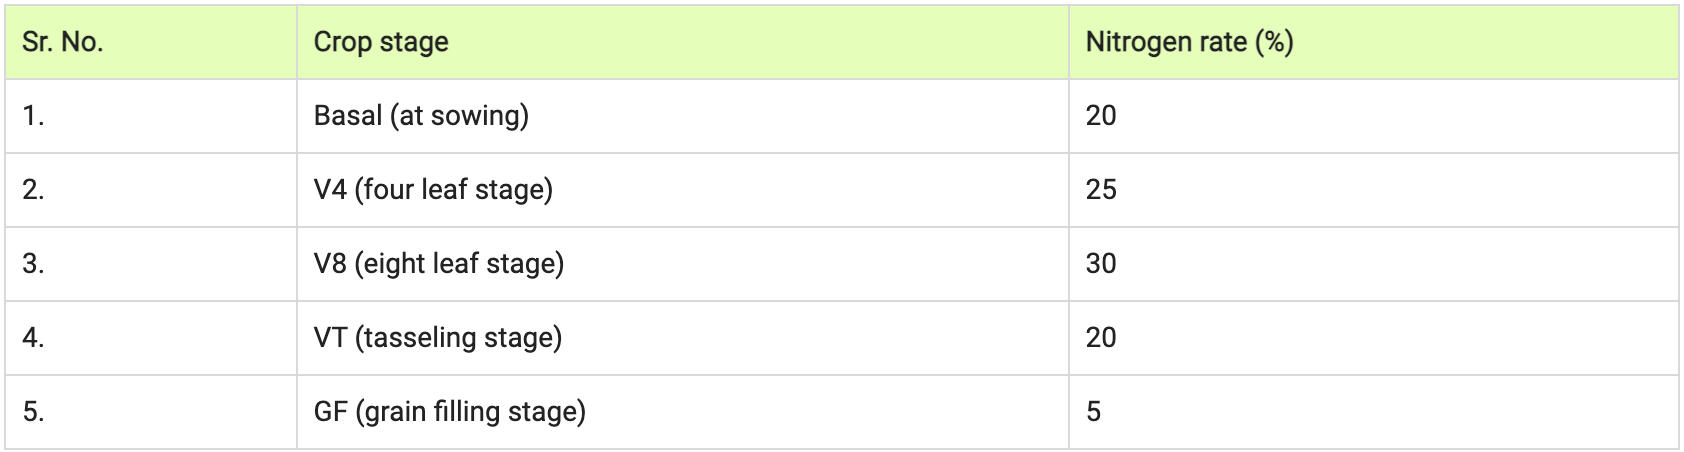 Sr. No. Crop stage Nitrogen rate (%)
1. Basal (at sowing) 20
2. V4 (four leaf stage) 25
3. V8 (eight leaf stage) 30
4. VT (tasseling stage) 20
5. GF (grain filling stage) 5